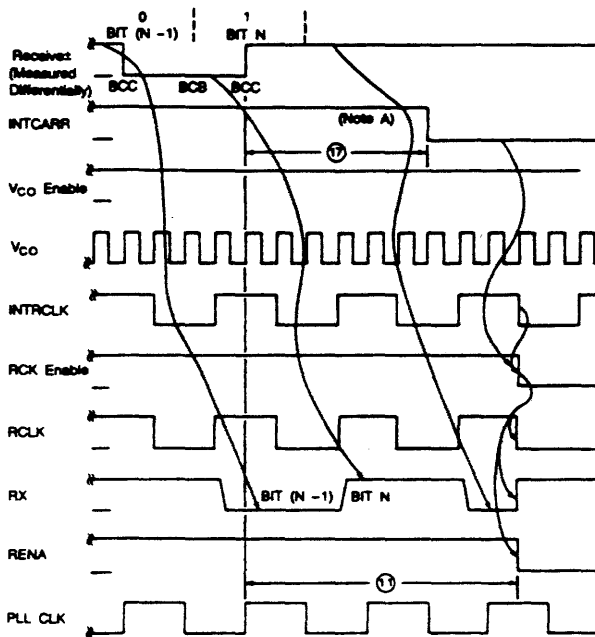 0 1
BIT (N − 1) BIT N
Receive±
(Measured
Differentially)
BCC BCB BCC
INTCARR
(Note A)
17
VCO Enable
VCO
INTRCLK
RCK Enable
RCLK
RX
BIT (N − 1) BIT N
RENA
11
PLL CLK